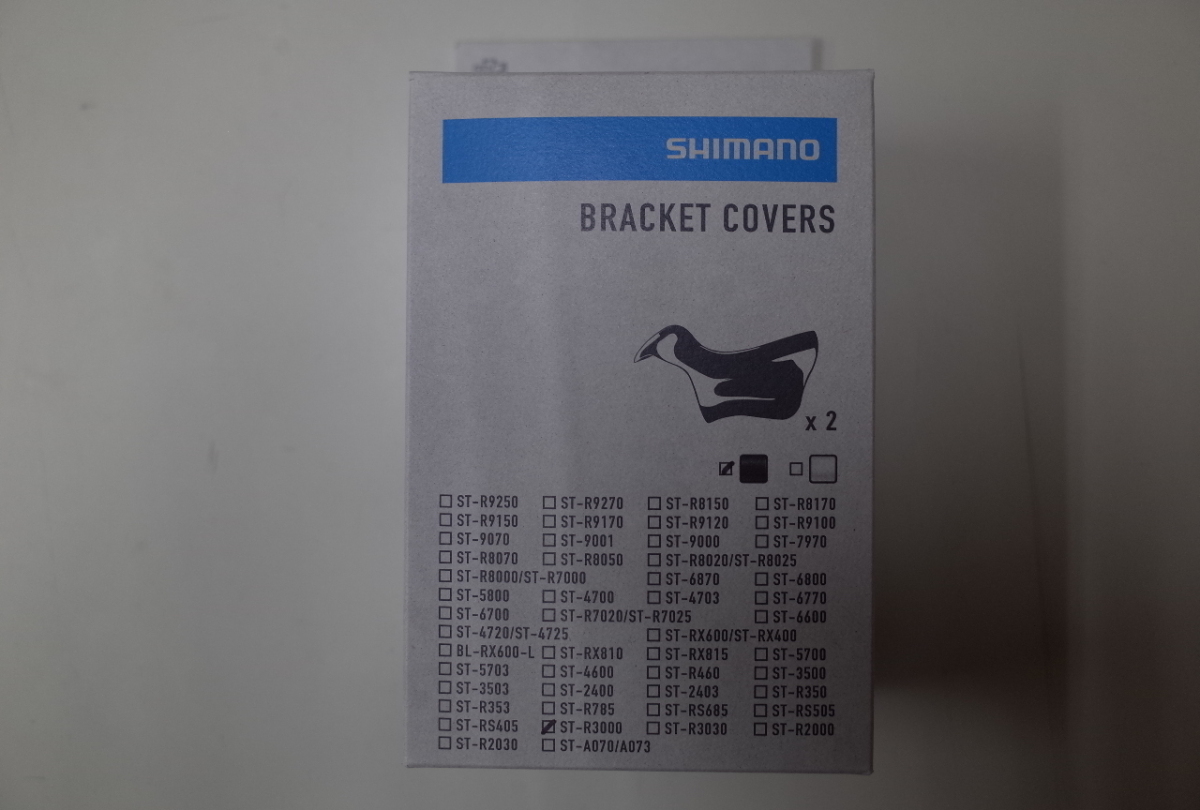 SHIMANO
BRACKET COVERS
x 2
ST-R9250 ST-R9270 ST-R8150 ST-R8170
ST-R9150 ST-R9170 ST-R9120 ST-R9100
ST-9070 ST-9001 ST-9000 ST-7970
ST-R8070 ST-R8050 ST-R8020/ST-R8025
ST-R8000/ST-R7000 ST-6870 ST-6800
ST-5800 ST-4700 ST-4703 ST-6770
ST-6700 ST-R7020/ST-R7025 ST-6600
ST-4720/ST-4725 ST-RX600/ST-RX400
BL-RX600-L ST-RX810 ST-RX815 ST-5700
ST-5703 ST-4600 ST-R460 ST-3500
ST-3503 ST-2400 ST-2403 ST-R350
ST-R353 ST-R785 ST-RS685 ST-RS505
ST-RS405 ST-R3000 ST-R3030 ST-R2000
ST-R2030 ST-A070/A073